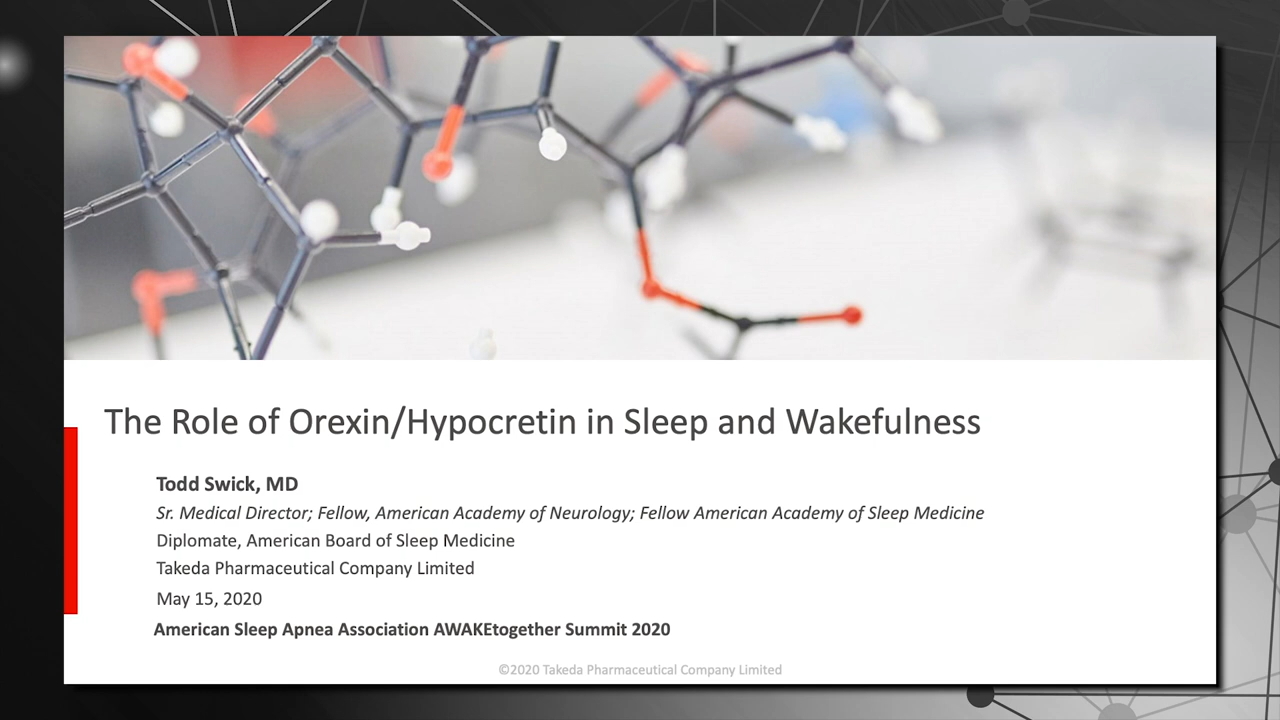 The Role of Orexin/Hypocretin in Sleep and Wakefulness
Todd Swick, MD
Sr. Medical Director; Fellow, American Academy of Neurology; Fellow American Academy of Sleep Medicine
Diplomate, American Board of Sleep Medicine
Takeda Pharmaceutical Company Limited
May 15, 2020
American Sleep Apnea Association AWAKEtogether Summit 2020
©2020 Takeda Pharmaceutical Company Limited